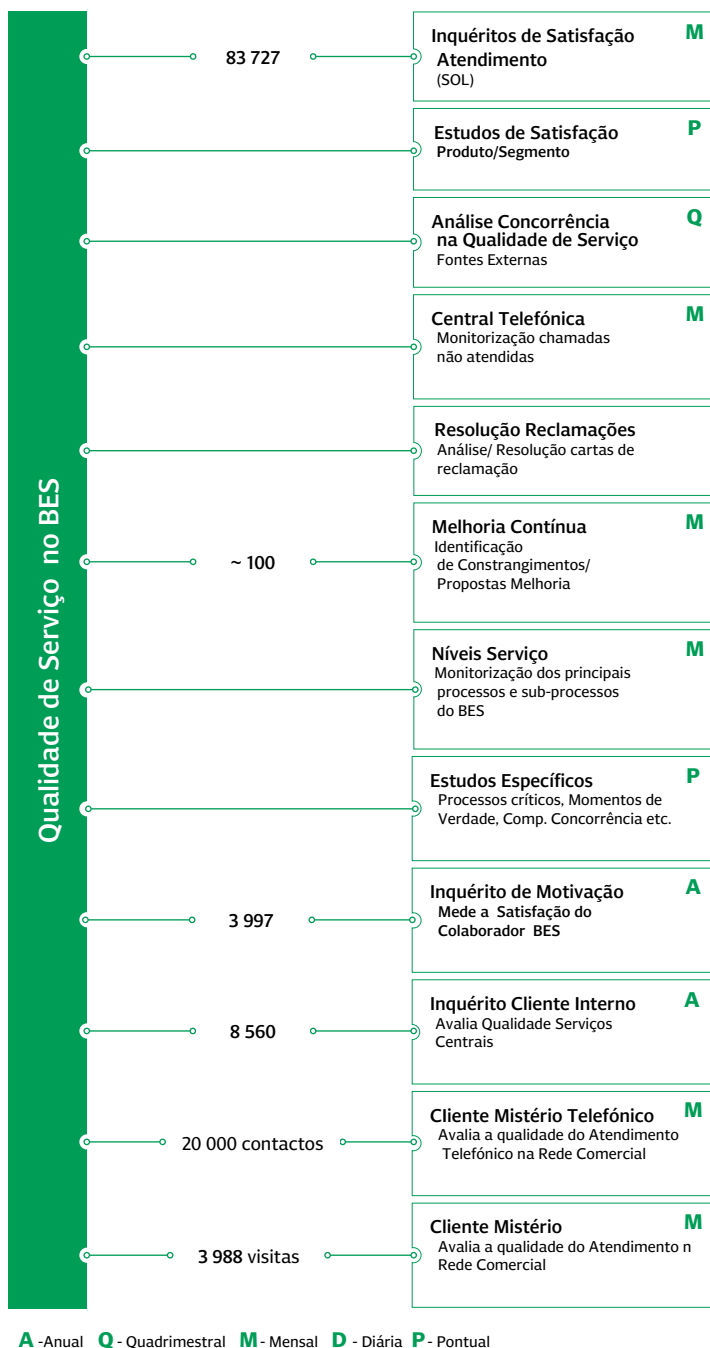 Qualidade de Serviço no BES
83 727
Inquéritos de Satisfação M
Atendimento
(SOL)
Estudos de Satisfação P
Produto/Segmento
Análise Concorrência Q
na Qualidade de Serviço
Fontes Externas
Central Telefónica M
Monitorização chamadas
não atendidas
Resolução Reclamações
Análise/ Resolução cartas de
reclamação
~ 100
Melhoria Contínua M
Identificação
de Constrangimentos/
Propostas Melhoria
Níveis Serviço M
Monitorização dos principais
processos e sub-processos
do BES
Estudos Específicos P
Processos críticos, Momentos de
Verdade, Comp. Concorrência etc.
3 997
Inquérito de Motivação A
Mede a Satisfação do
Colaborador BES
8 560
Inquérito Cliente Interno A
Avalia Qualidade Serviços
Centrais
20 000 contactos
Cliente Mistério Telefónico M
Avalia a qualidade do Atendimento
Telefónico na Rede Comercial
3 988 visitas
Cliente Mistério M
Avalia a qualidade do Atendimento n
Rede Comercial
A -Anual Q - Quadrimestral M - Mensal D - Diária P - Pontual